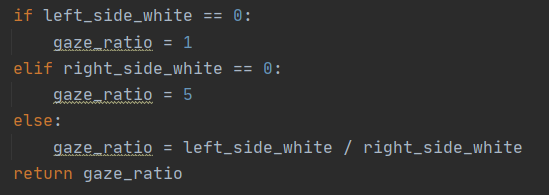 if left_side_white == 0:
    gaze_ratio = 1
elif right_side_white == 0:
    gaze_ratio = 5
else:
    gaze_ratio = left_side_white / right_side_white
return gaze_ratio